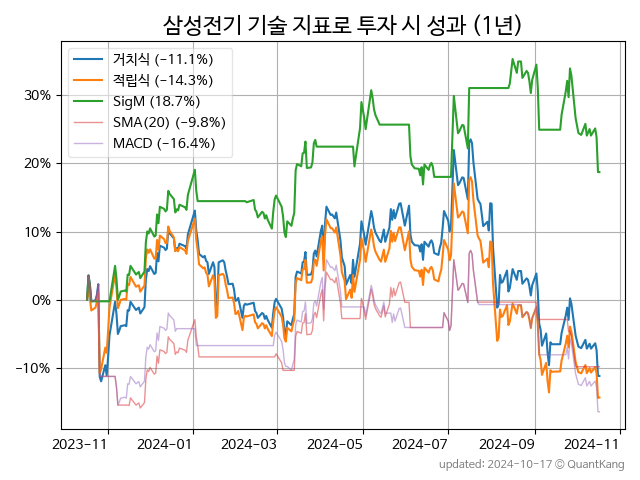 삼성전기 기술 지표로 투자 시 성과 (1년)
거치식 (−11.1%)
적립식 (−14.3%)
SigM (18.7%)
SMA(20) (−9.8%)
MACD (−16.4%)
30%
20%
10%
0%
−10%
2023-11 2024-01 2024-03 2024-05 2024-07 2024-09 2024-11
updated: 2024-10-17 © QuantKang